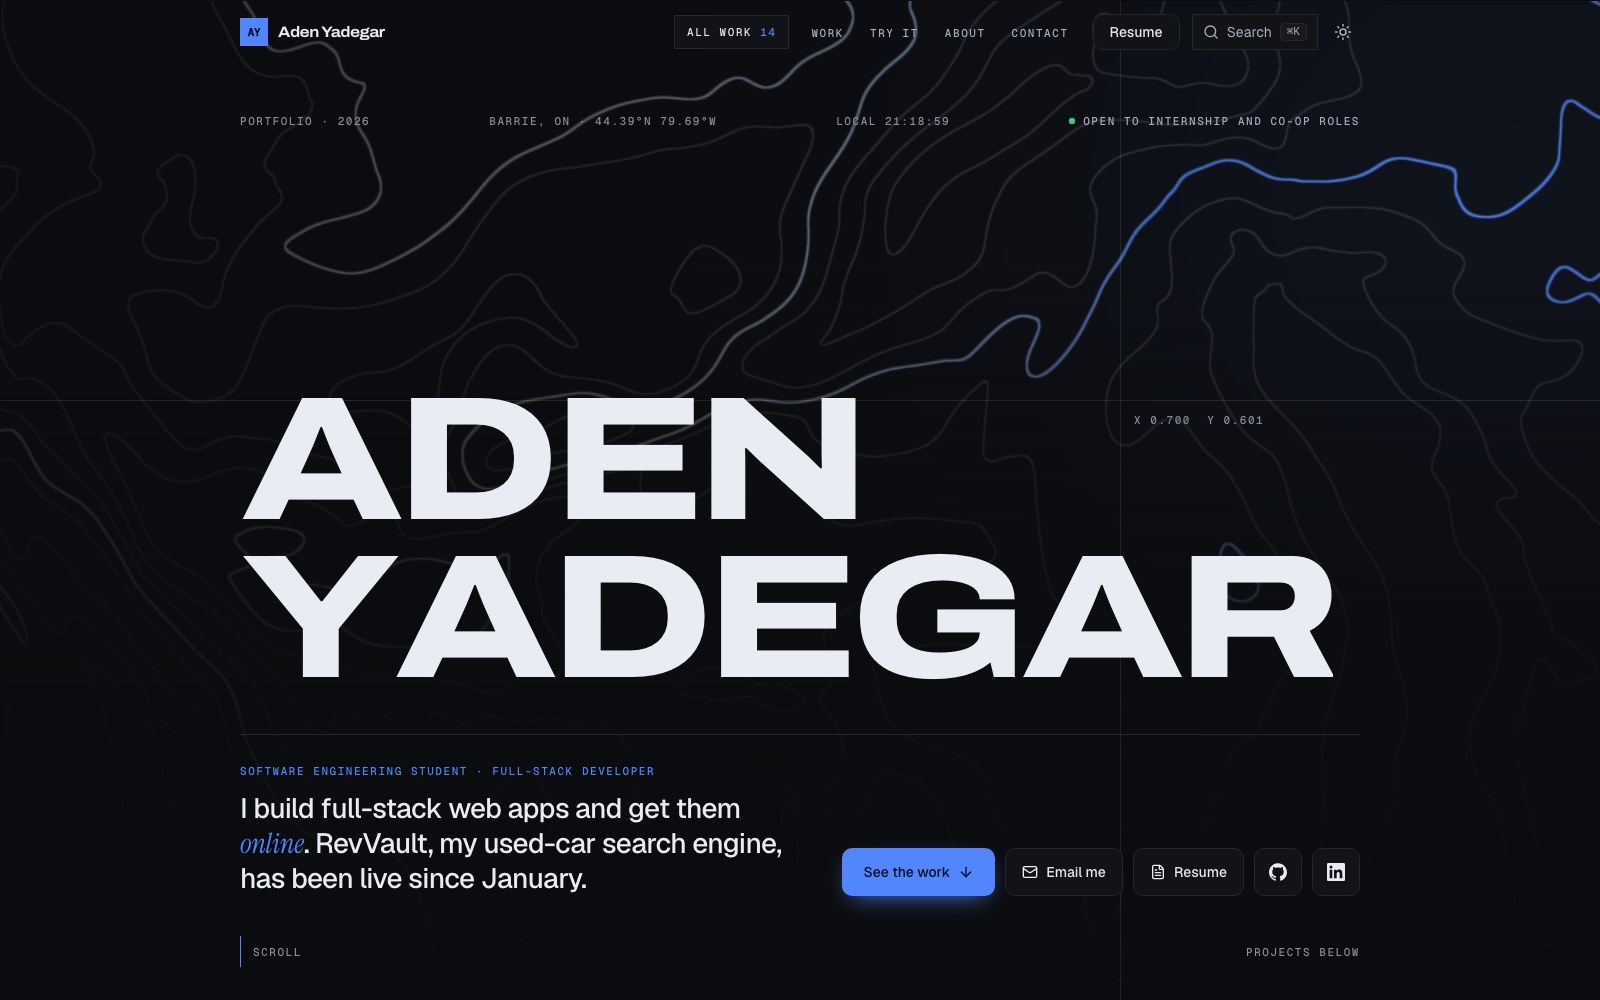 AY Aden Yadegar ALL WORK 14 WORK TRY IT ABOUT CONTACT Resume Search ⌘K
PORTFOLIO · 2026 BARRIE, ON · 44.39°N 79.69°W LOCAL 21:18:59 OPEN TO INTERNSHIP AND CO-OP ROLES
ADEN
X 0.700 Y 0.601
YADEGAR
SOFTWARE ENGINEERING STUDENT · FULL-STACK DEVELOPER
I build full-stack web apps and get them
online. RevVault, my used-car search engine,
has been live since January.
See the work ↓ Email me Resume
SCROLL PROJECTS BELOW